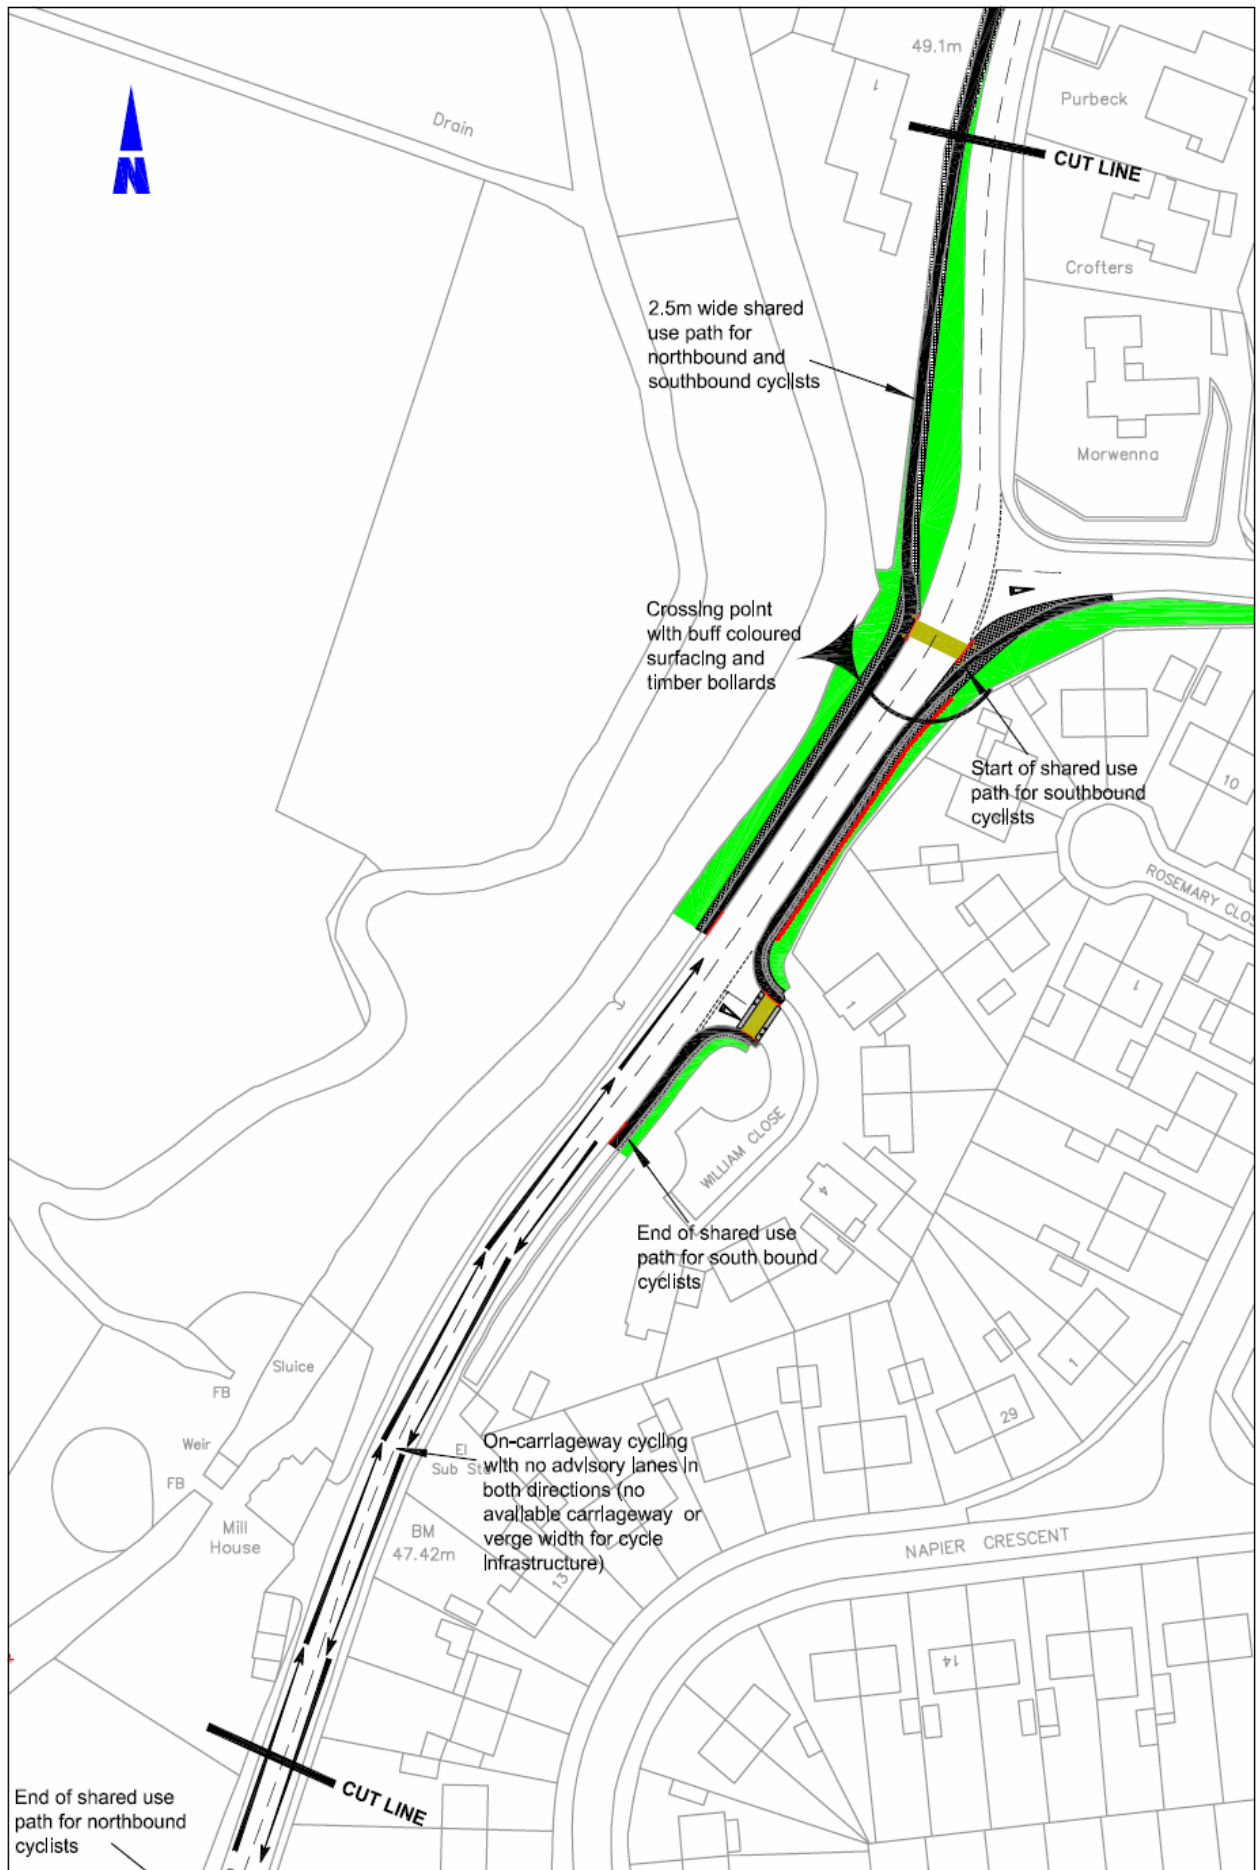 49.1m
1
Purbeck
Drain
N
CUT LINE
Crofters
2.5m wide shared
use path for
northbound and
southbound cyclists
Morwenna
Crossing point
with buff coloured
surfacing and
timber bollards
Start of shared use
path for southbound
cyclists
10
ROSEMARY CLOS
1
1
WILLIAM CLOSE
4
End of shared use
path for south bound
cyclists
Sluice
FB
1
29
Weir
FB
El
Sub Sta
On-carriageway cycling
with no advisory lanes in
both directions (no
available carriageway or
verge width for cycle
infrastructure)
Mill
House
BM
47.42m
13
NAPIER CRESCENT
14
CUT LINE
End of shared use
path for northbound
cyclists